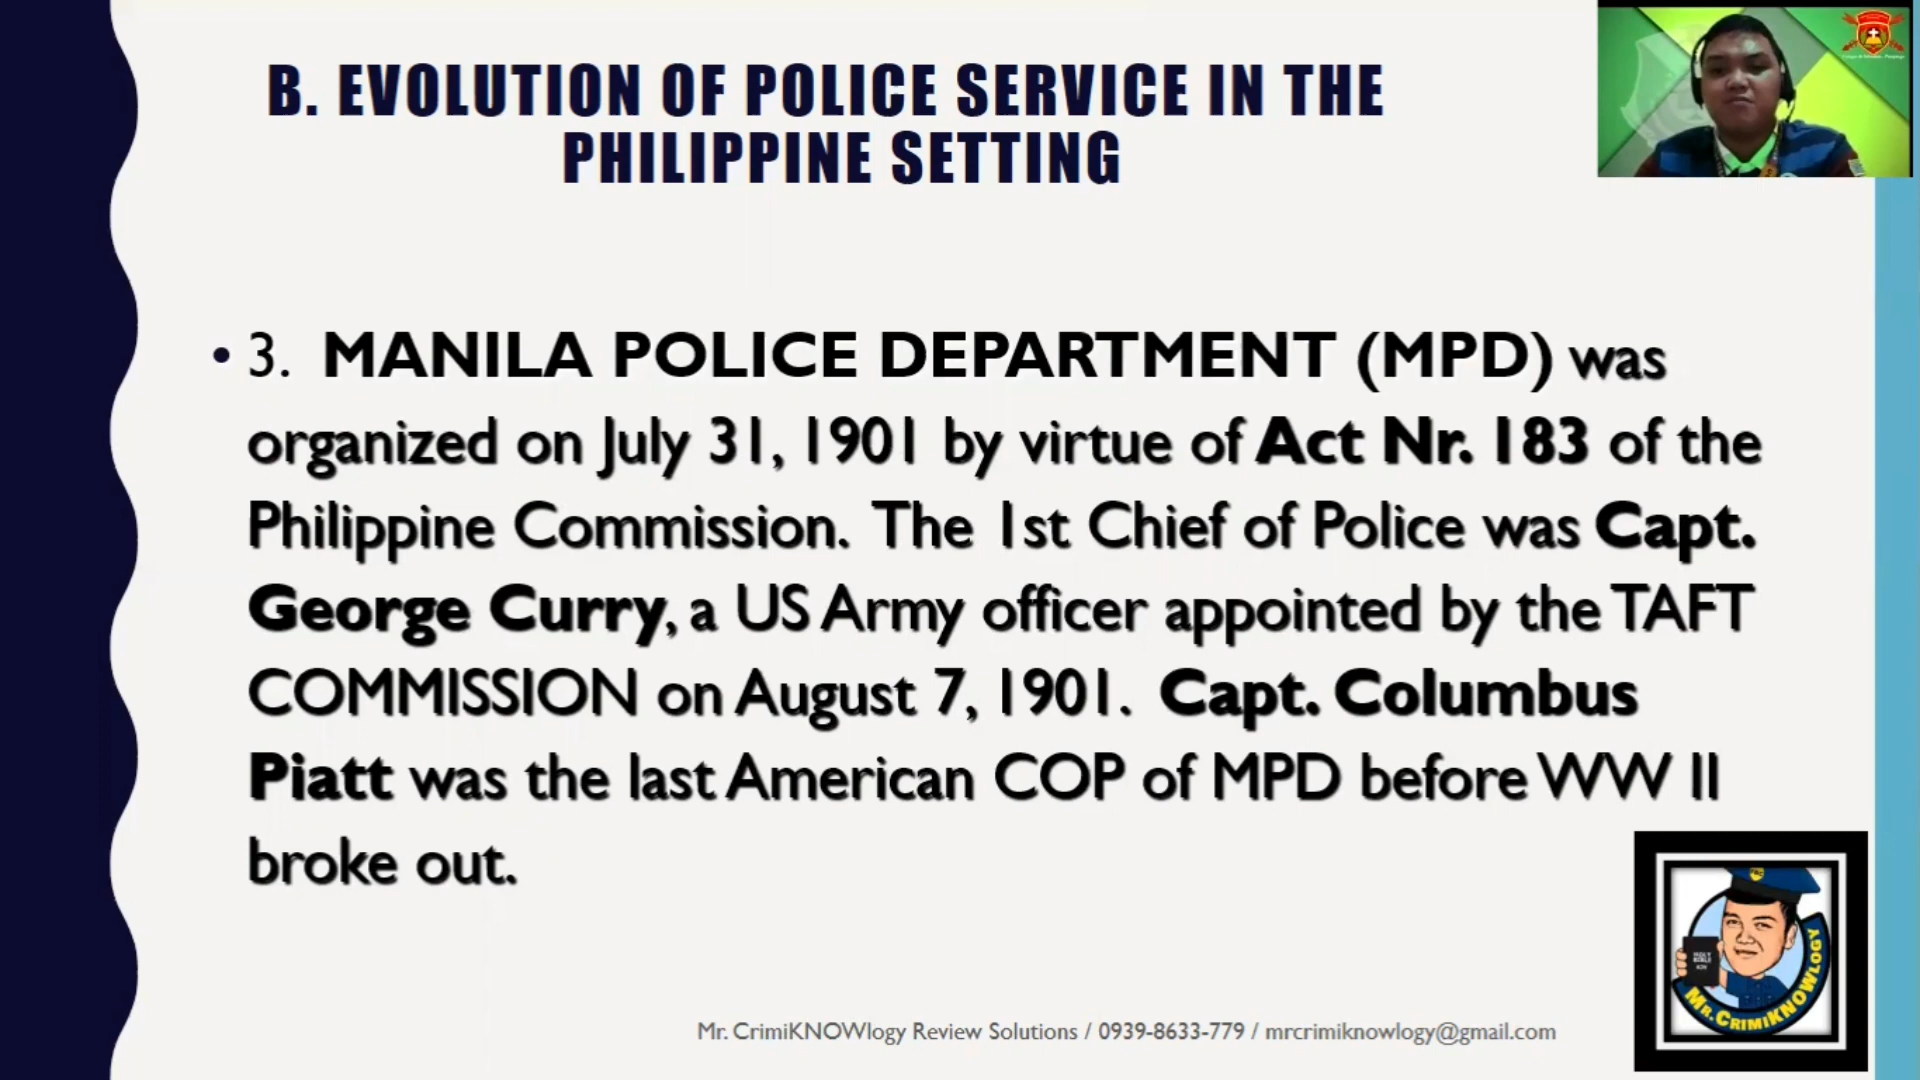 B. EVOLUTION OF POLICE SERVICE IN THE
PHILIPPINE SETTING
• 3. MANILA POLICE DEPARTMENT (MPD) was
organized on July 31, 1901 by virtue of Act Nr. 183 of the
Philippine Commission. The 1st Chief of Police was Capt.
George Curry, a US Army officer appointed by the TAFT
COMMISSION on August 7, 1901. Capt. Columbus
Piatt was the last American COP of MPD before WW II
broke out.
HOLY
BIBLE
KJV
MR. CRIMIKNOWLOGY
Mr. CrimiKNOWlogy Review Solutions / 0939-8633-779 / mrcrimiknowlogy@gmail.com